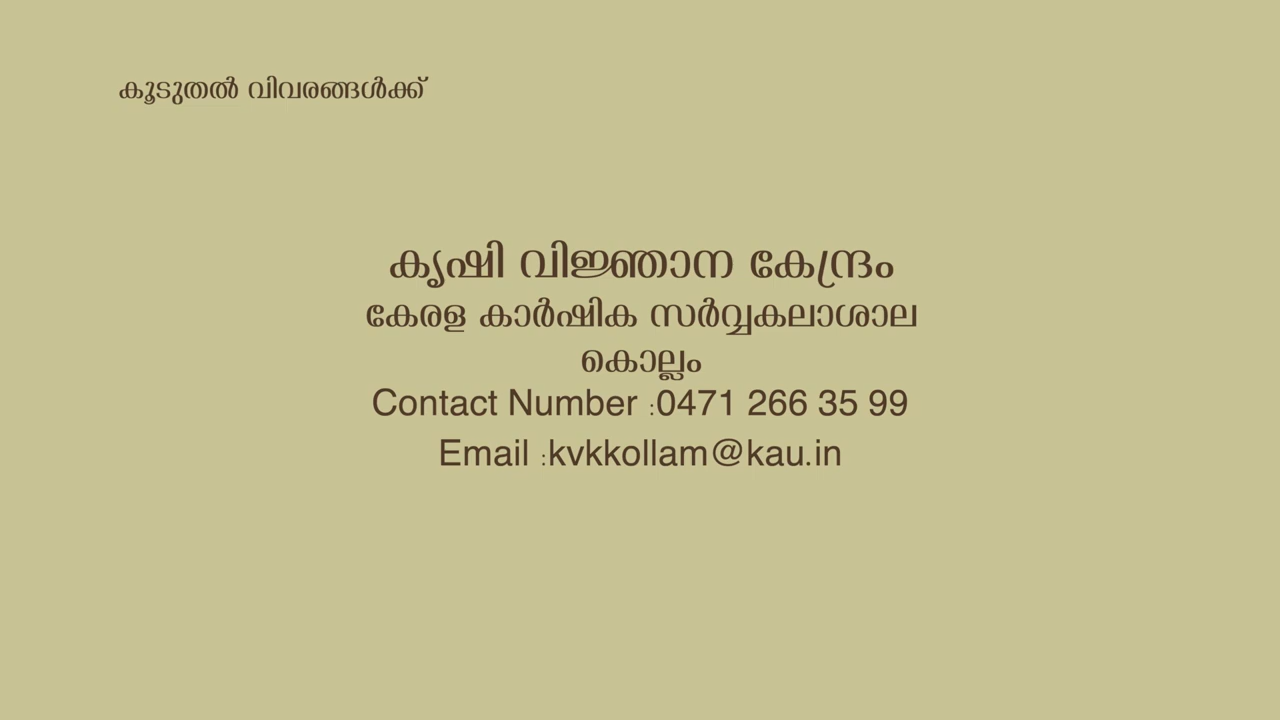 കൂടുതൽ വിവരങ്ങൾക്ക്
കൃഷി വിജ്ഞാന കേന്ദ്രം
കേരള കാർഷിക സർവ്വകലാശാല
കൊല്ലം
Contact Number :0471 266 35 99
Email :kvkkollam@kau.in